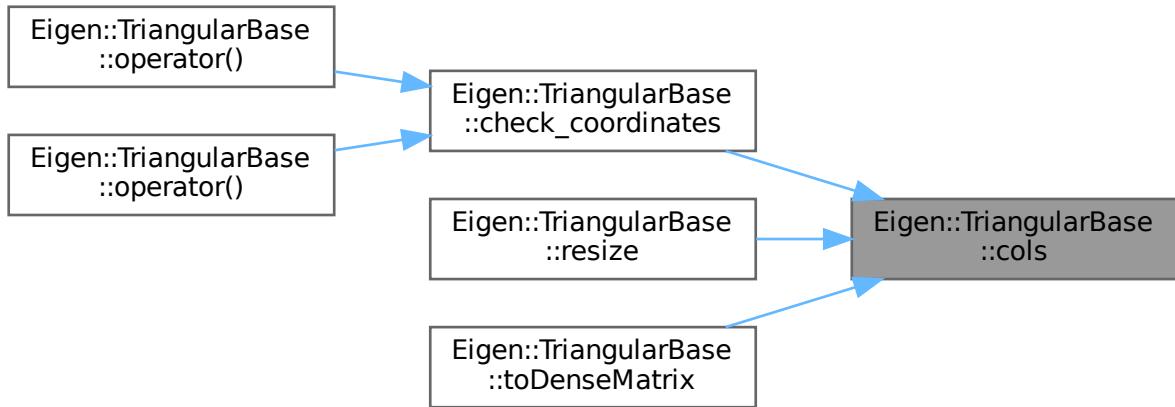 Eigen::TriangularBase
::operator()
Eigen::TriangularBase
::operator()
Eigen::TriangularBase
::check_coordinates
Eigen::TriangularBase
::resize
Eigen::TriangularBase
::toDenseMatrix
Eigen::TriangularBase
::cols